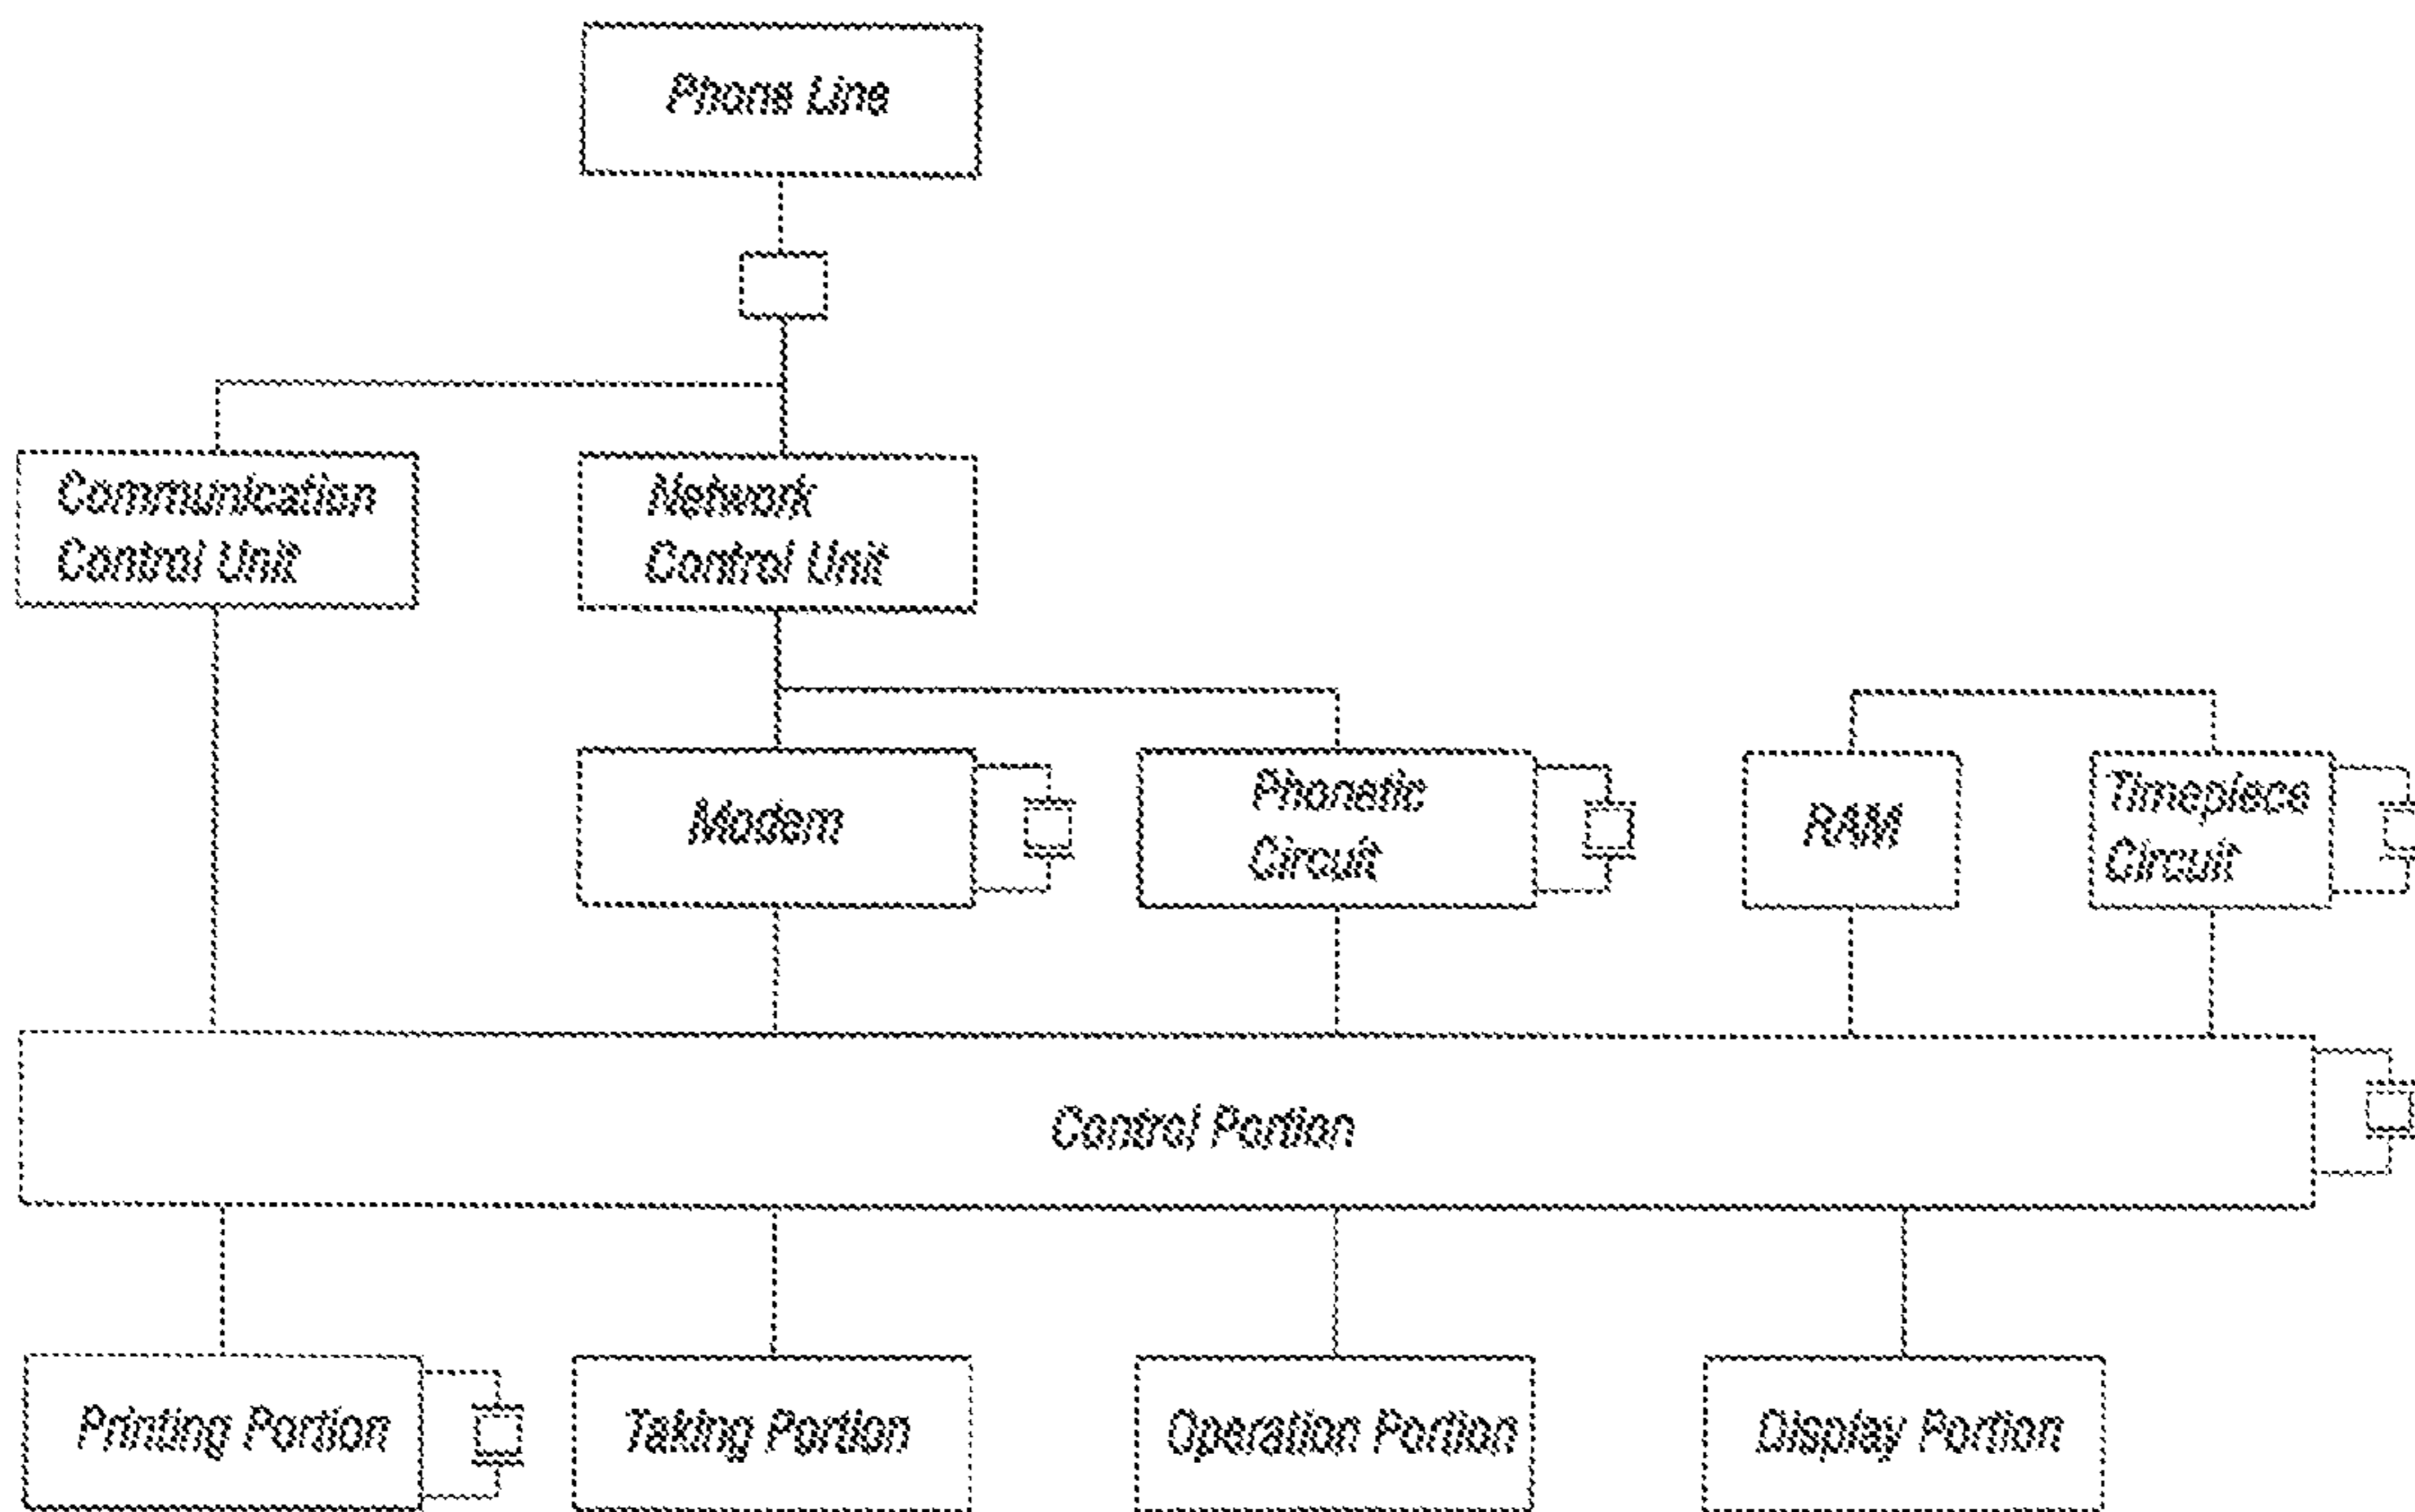 Phone Line
Communication
Control Unit
Network
Control Unit
Modem
Phonetic
Circuit
RAM
Timepiece
Circuit
Control Portion
Printing Portion
Taking Portion
Operation Portion
Display Portion